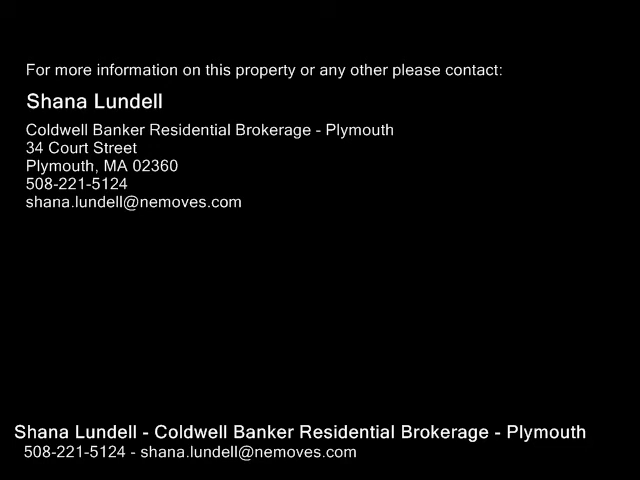 For more information on this property or any other please contact:
Shana Lundell
Coldwell Banker Residential Brokerage - Plymouth
34 Court Street
Plymouth, MA 02360
508-221-5124
shana.lundell@nemoves.com
Shana Lundell - Coldwell Banker Residential Brokerage - Plymouth
508-221-5124 - shana.lundell@nemoves.com